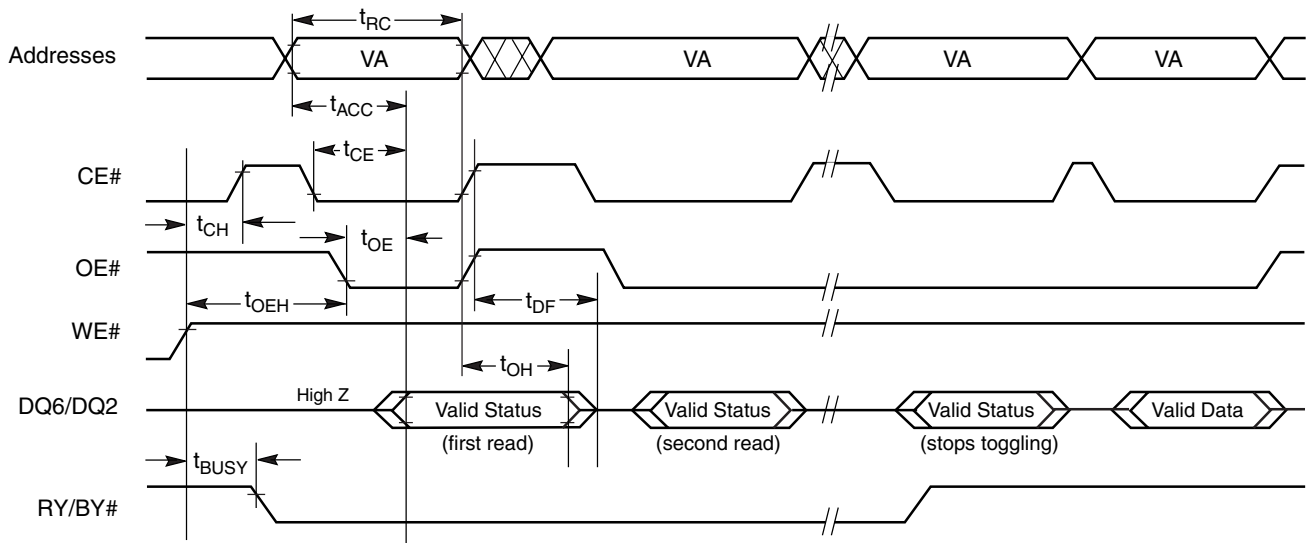 tRC
Addresses VA VA VA VA
tACC
tCE
CE#
tCH tOE
OE#
tOEH tDF
WE#
tOH
High Z
DQ6/DQ2 Valid Status Valid Status Valid Status Valid Data
(first read) (second read) (stops toggling)
tBUSY
RY/BY#